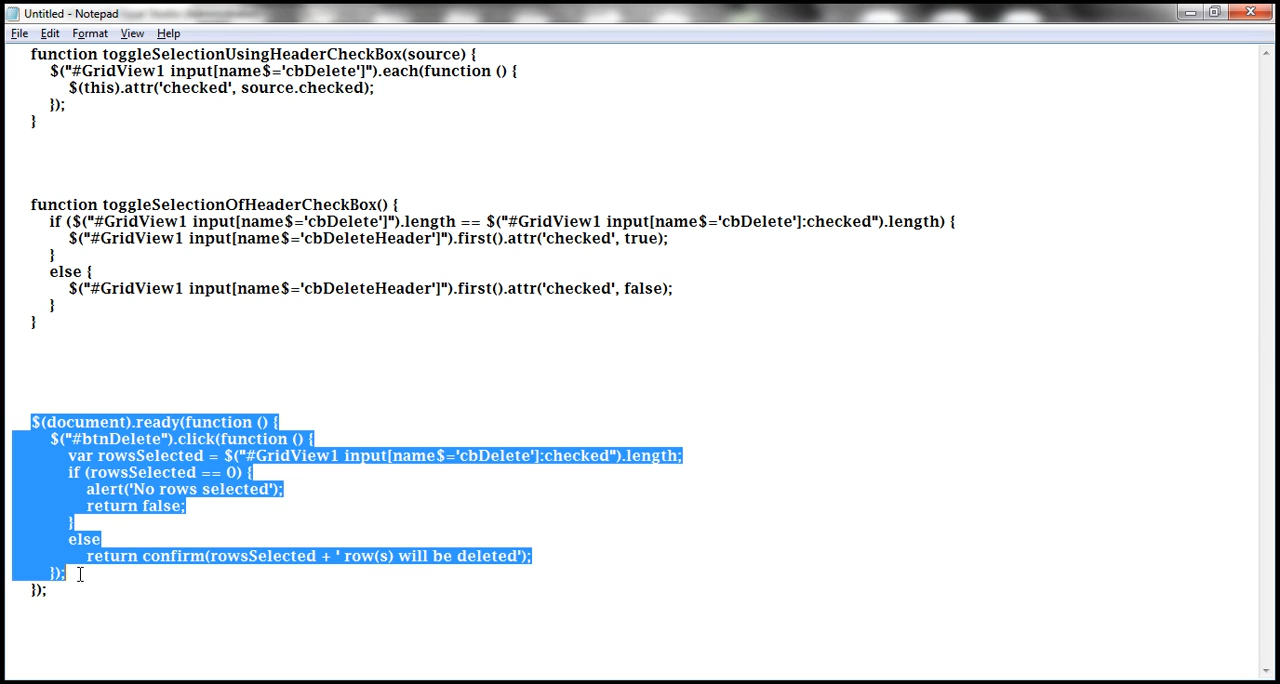 Untitled - Notepad
File Edit Format View Help
function toggleSelectionUsingHeaderCheckBox(source) {
$("#GridView1 input[name$='cbDelete']").each(function () {
$(this).attr('checked', source.checked);
});
}
function toggleSelectionOfHeaderCheckBox() {
if ($("#GridView1 input[name$='cbDelete']").length == $("#GridView1 input[name$='cbDelete']:checked").length) {
$("#GridView1 input[name$='cbDeleteHeader']").first().attr('checked', true);
}
else {
$("#GridView1 input[name$='cbDeleteHeader']").first().attr('checked', false);
}
}
$(document).ready(function () {
$("#btnDelete").click(function () {
var rowsSelected = $("#GridView1 input[name$='cbDelete']:checked").length;
if (rowsSelected == 0) {
alert('No rows selected');
return false;
}
else
return confirm(rowsSelected + ' row(s) will be deleted');
});
});